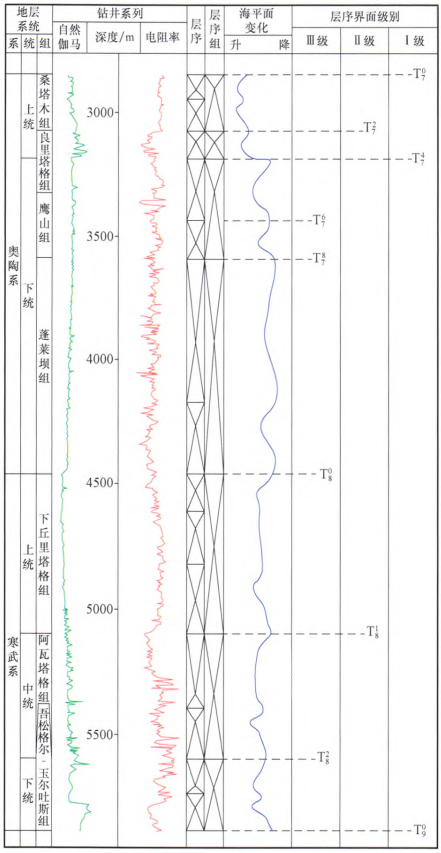 地层系统
钻井系列
层序
层序组
海平面变化
层序界面级别
系
统
组
自然伽马
深度/m
电阻率
升
降
Ⅲ级
Ⅱ级
Ⅰ级
奥陶系
寒武系
上统
下统
上统
中统
下统
桑塔木组
良里塔格组
鹰山组
蓬莱坝组
下丘里塔格组
阿瓦塔格组
吾松格尔-玉尔吐斯组
3000
3500
4000
4500
5000
5500
T₇⁰
T₇²
T₇⁴
T₇⁶
T₇⁸
T₈⁰
T₈¹
T₈²
T₉⁰